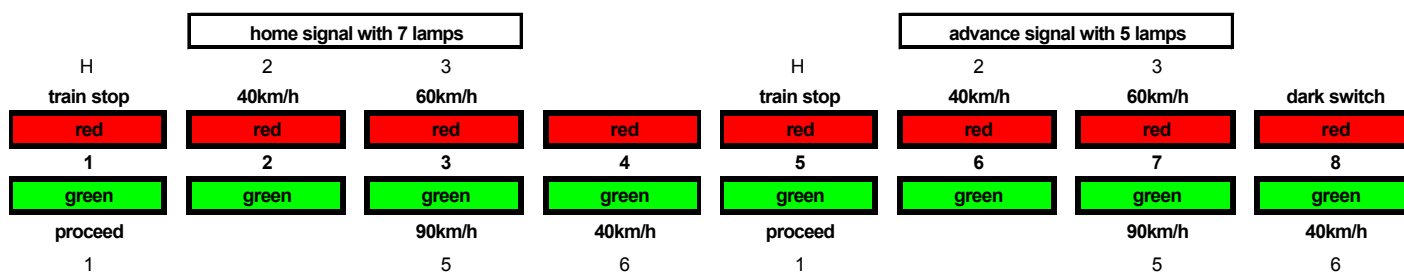 home signal with 7 lamps advance signal with 5 lamps
H 2 3 H 2 3
train stop 40km/h 60km/h train stop 40km/h 60km/h dark switch
red red red red red red red red
1 2 3 4 5 6 7 8
green green green green green green green green
proceed 90km/h 40km/h proceed 90km/h 40km/h
1 5 6 1 5 6